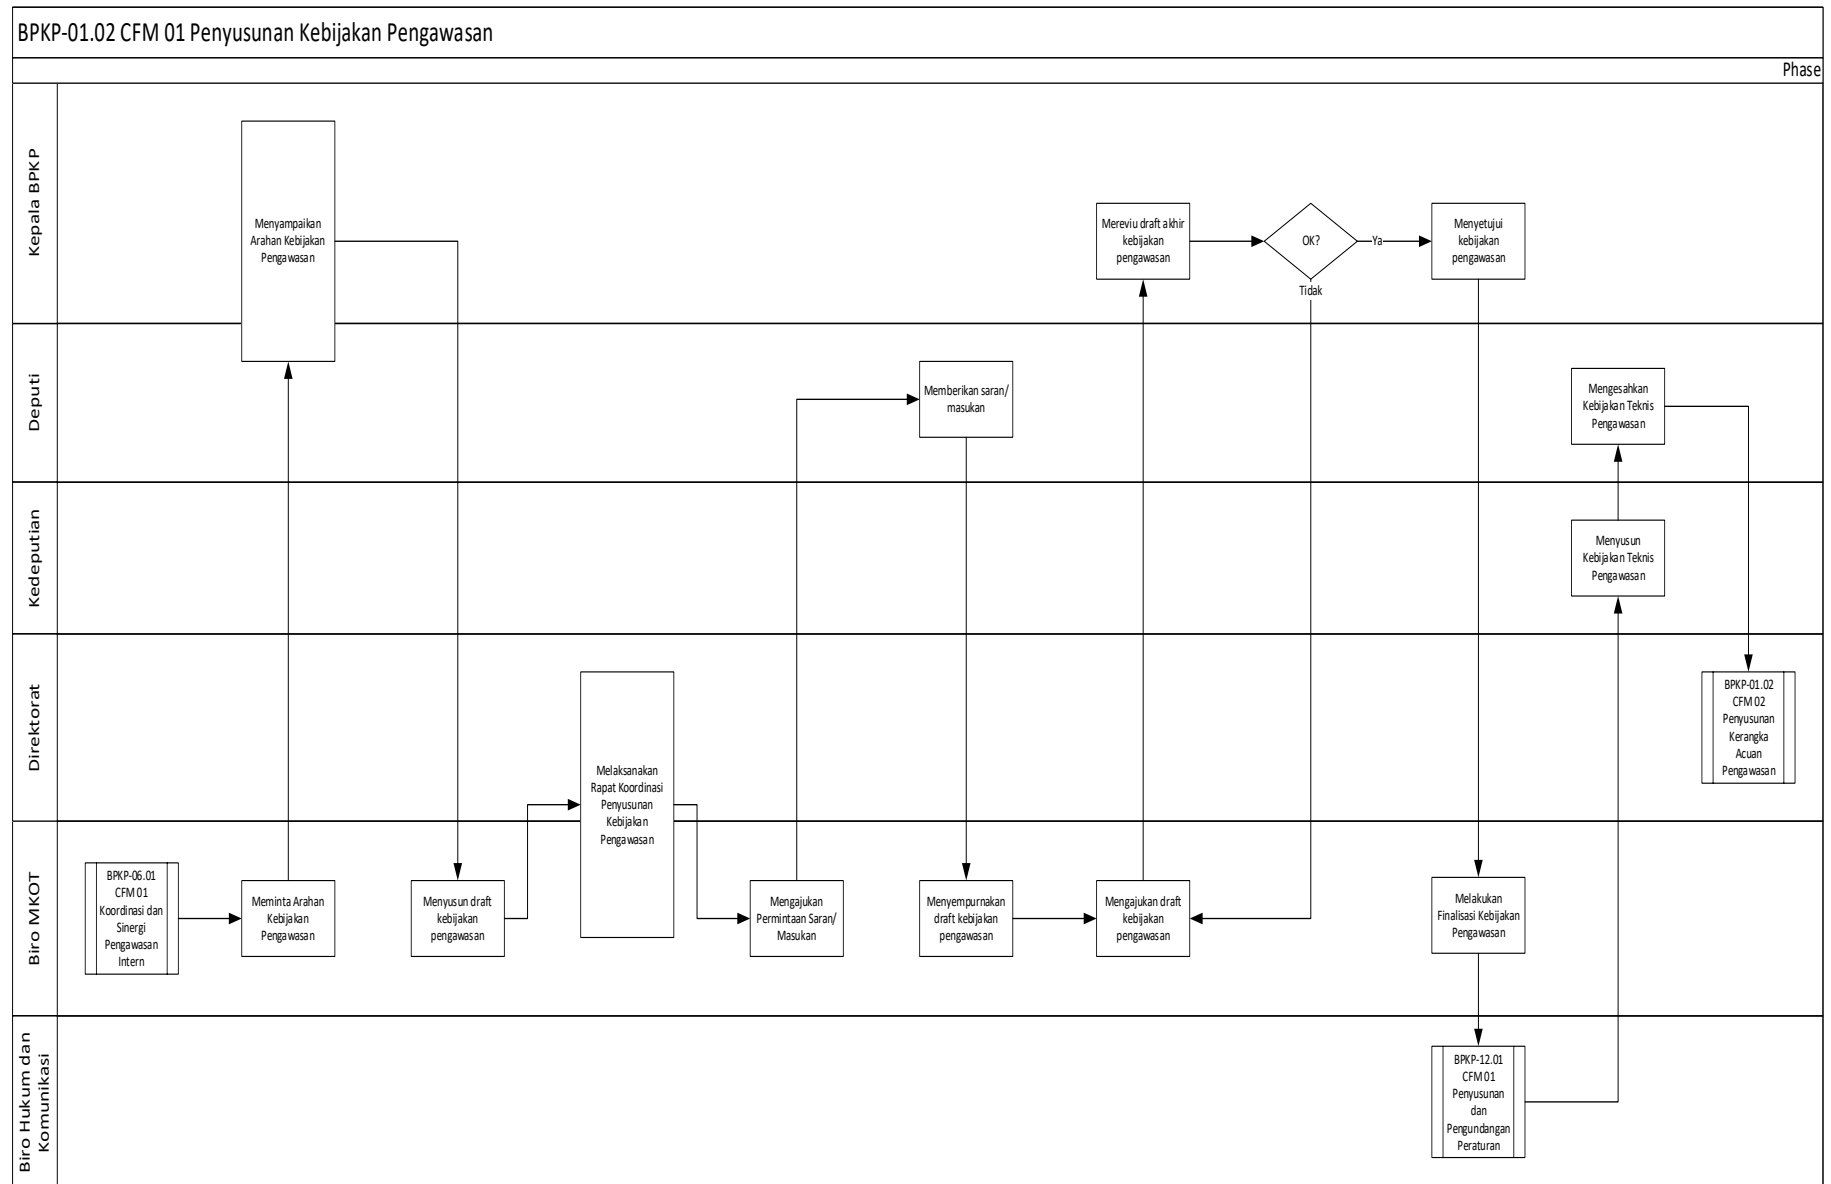 BPKP-01.02 CFM 01 Penyusunan Kebijakan Pengawasan
Phase
Kepala BPKP
Menyampaikan
Arahan Kebijakan
Pengawasan
Mereviu draft akhir
kebijakan
pengawasan
OK?
Ya
Tidak
Menyetujui
kebijakan
pengawasan
Deputi
Memberikan saran/
masukan
Mengesahkan
Kebijakan Teknis
Pengawasan
Kedeputian
Menyusun
Kebijakan Teknis
Pengawasan
Direktorat
Melaksanakan
Rapat Koordinasi
Penyusunan
Kebijakan
Pengawasan
BPKP-01.02
CFM 02
Penyusunan
Kerangka
Acuan
Pengawasan
Biro MKOT
BPKP-06.01
CFM 01
Koordinasi dan
Sinergi
Pengawasan
Intern
Meminta Arahan
Kebijakan
Pengawasan
Menyusun draft
kebijakan
pengawasan
Mengajukan
Permintaan Saran/
Masukan
Menyempurnakan
draft kebijakan
pengawasan
Mengajukan draft
kebijakan
pengawasan
Melakukan
Finalisasi Kebijakan
Pengawasan
Biro Hukum dan
Komunikasi
BPKP-12.01
CFM 01
Penyusunan
dan
Pengundangan
Peraturan